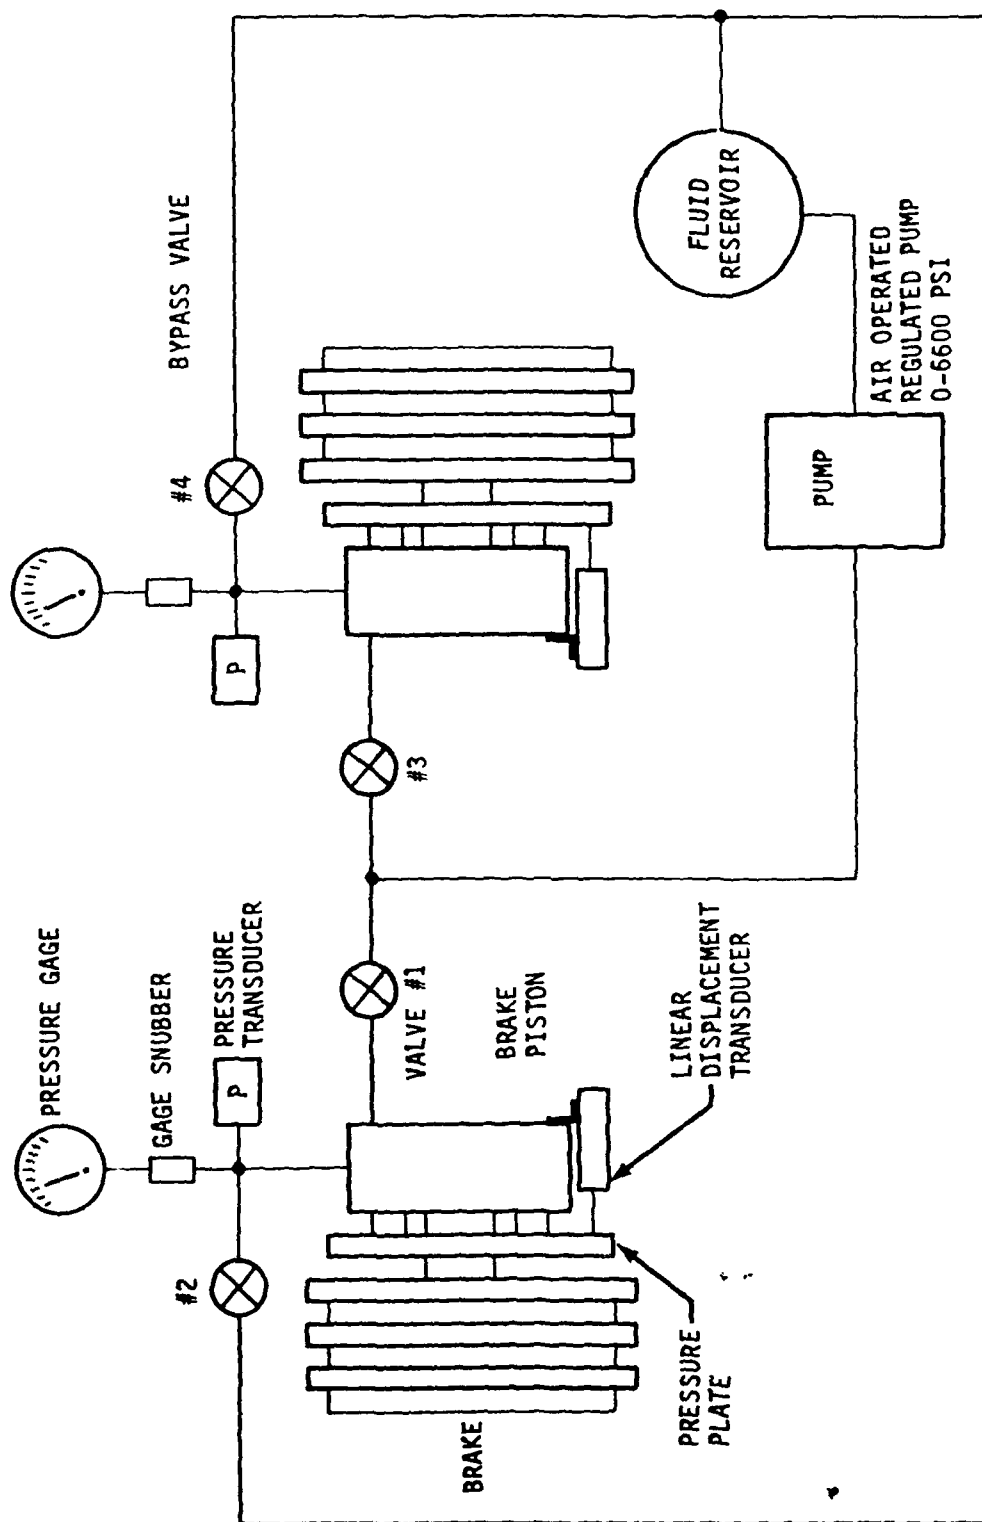 PRESSURE GAGE
GAGE SNUBBER
PRESSURE
TRANSDUCER
P
#2
VALVE #1
BRAKE
PISTON
LINEAR
DISPLACEMENT
TRANSDUCER
PRESSURE
PLATE
BRAKE
P
#4
BYPASS VALVE
#3
FLUID
RESERVOIR
PUMP
AIR OPERATED
REGULATED PUMP
0-6600 PSI